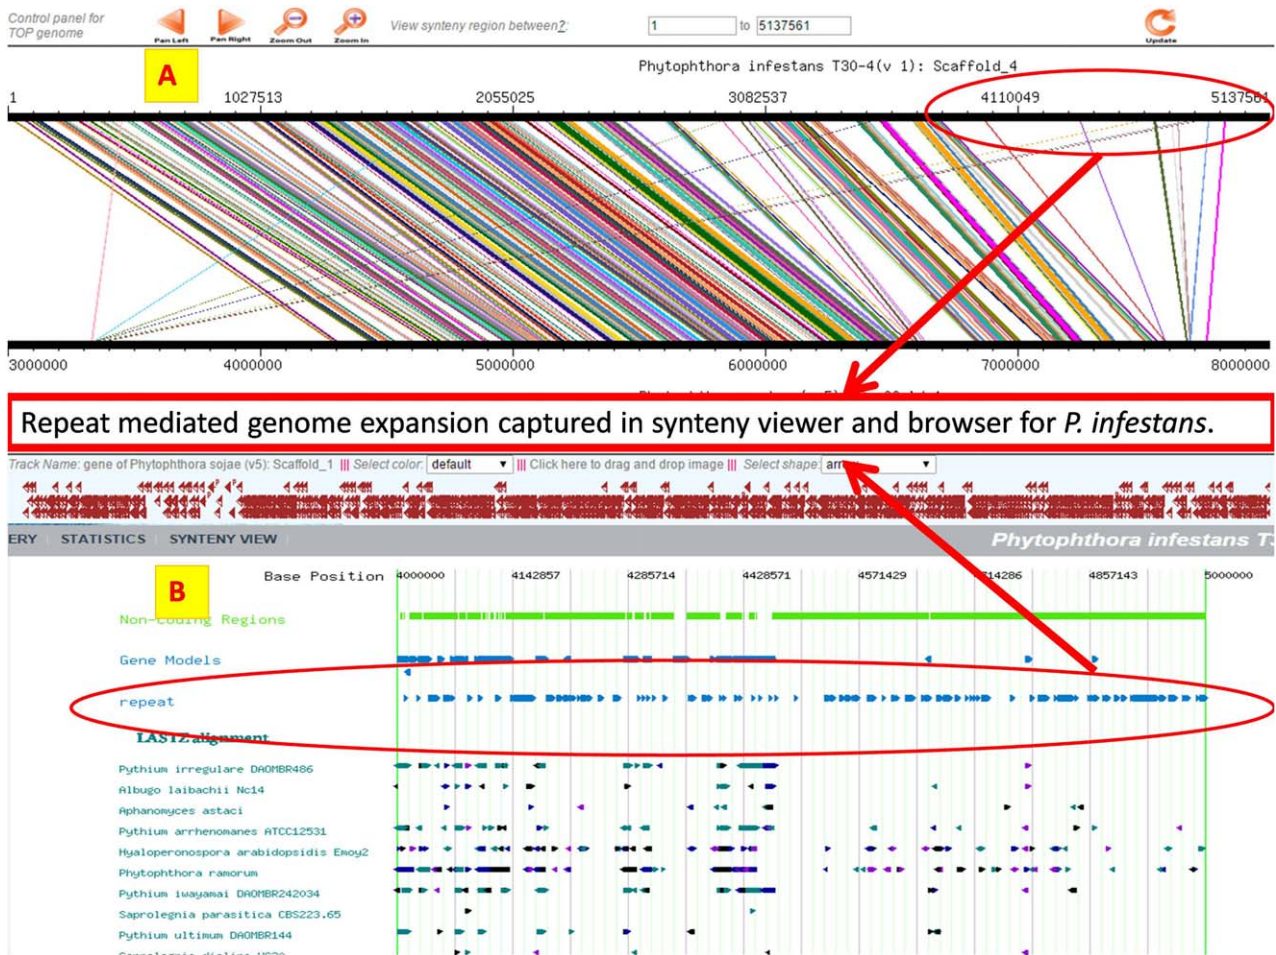 Control panel for
TOP genome
Pan Left Pan Right Zoom Out Zoom In
View synteny region between?: 1 to 5137561
Update
A
Phytophthora infestans T30-4(v 1): Scaffold_4
1 1027513 2055025 3082537 4110049 5137561
3000000 4000000 5000000 6000000 7000000 8000000
Repeat mediated genome expansion captured in synteny viewer and browser for P. infestans.
Track Name: gene of Phytophthora sojae (v5): Scaffold_1 ||| Select color: default ||| Click here to drag and drop image ||| Select shape:
ERY STATISTICS SYNTENY VIEW Phytophthora infestans T
B
Base Position 4000000 4142857 4285714 4428571 4571429 4714286 4857143 5000000
Non-coding Regions
Gene Models
repeat
LASTZ alignment
Pythium irregulare DAOMBR486
Albugo laibachii Nc14
Aphanomyces astaci
Pythium arrhenomanes ATCC12531
Hyaloperonospora arabidopsidis Emoy2
Phytophthora ramorum
Pythium iwayamai DAOMBR242034
Saprolegnia parasitica CBS223.65
Pythium ultimum DAOMBR144